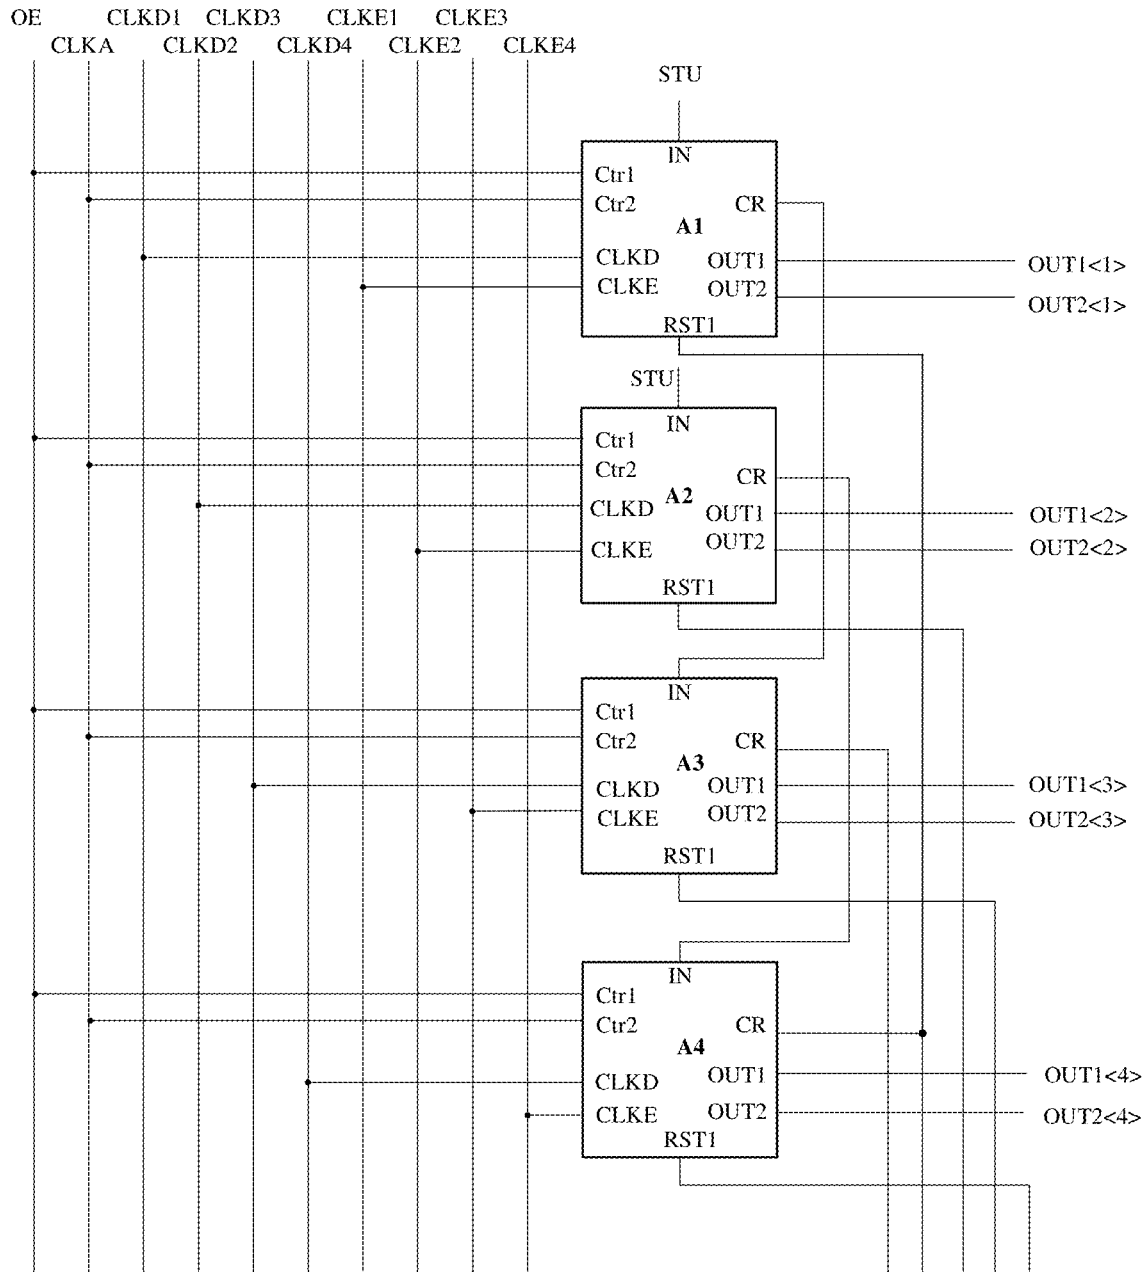 OE CLKD1 CLKD3 CLKE1 CLKE3
CLKA CLKD2 CLKD4 CLKE2 CLKE4
STU
IN
Ctr1
Ctr2 CR
A1
CLKD OUT1 OUT1<1>
CLKE OUT2 OUT2<1>
RST1
STU
IN
Ctr1
Ctr2 CR
A2
CLKD OUT1 OUT1<2>
CLKE OUT2 OUT2<2>
RST1
IN
Ctr1
Ctr2 CR
A3
CLKD OUT1 OUT1<3>
CLKE OUT2 OUT2<3>
RST1
IN
Ctr1
Ctr2 CR
A4
CLKD OUT1 OUT1<4>
CLKE OUT2 OUT2<4>
RST1